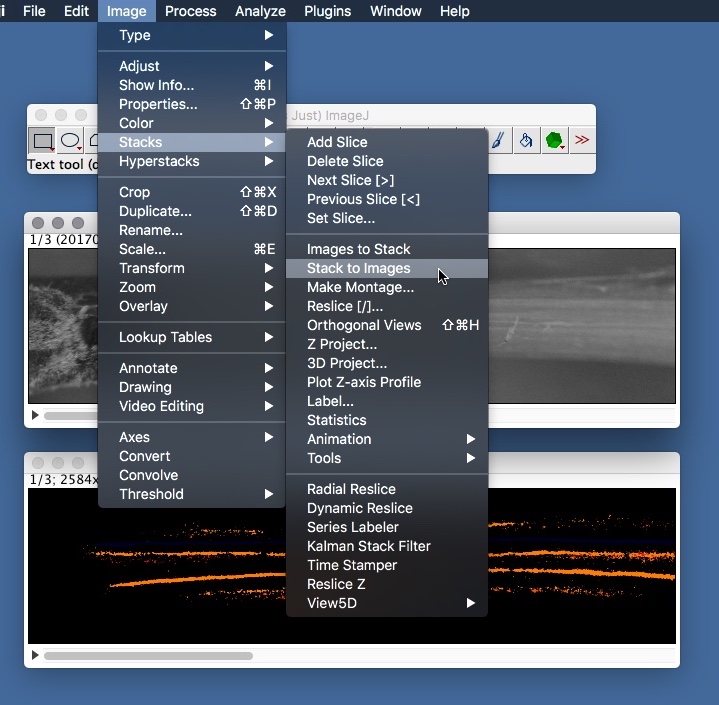 File Edit Image Process Analyze Plugins Window Help
Type
Adjust
Show Info... ⌘I
Properties... ⇧⌘P
Color
Stacks
Hyperstacks
Crop ⇧⌘X
Duplicate... ⇧⌘D
Rename...
Scale... ⌘E
Transform
Zoom
Overlay
Lookup Tables
Annotate
Drawing
Video Editing
Axes
Convert
Convolve
Threshold
Just) ImageJ
Text tool
Add Slice
Delete Slice
Next Slice [>]
Previous Slice [<]
Set Slice...
Images to Stack
Stack to Images
Make Montage...
Reslice [/]...
Orthogonal Views ⇧⌘H
Z Project...
3D Project...
Plot Z-axis Profile
Label...
Statistics
Animation
Tools
Radial Reslice
Dynamic Reslice
Series Labeler
Kalman Stack Filter
Time Stamper
Reslice Z
View5D
1/3 (20170
1/3; 2584x